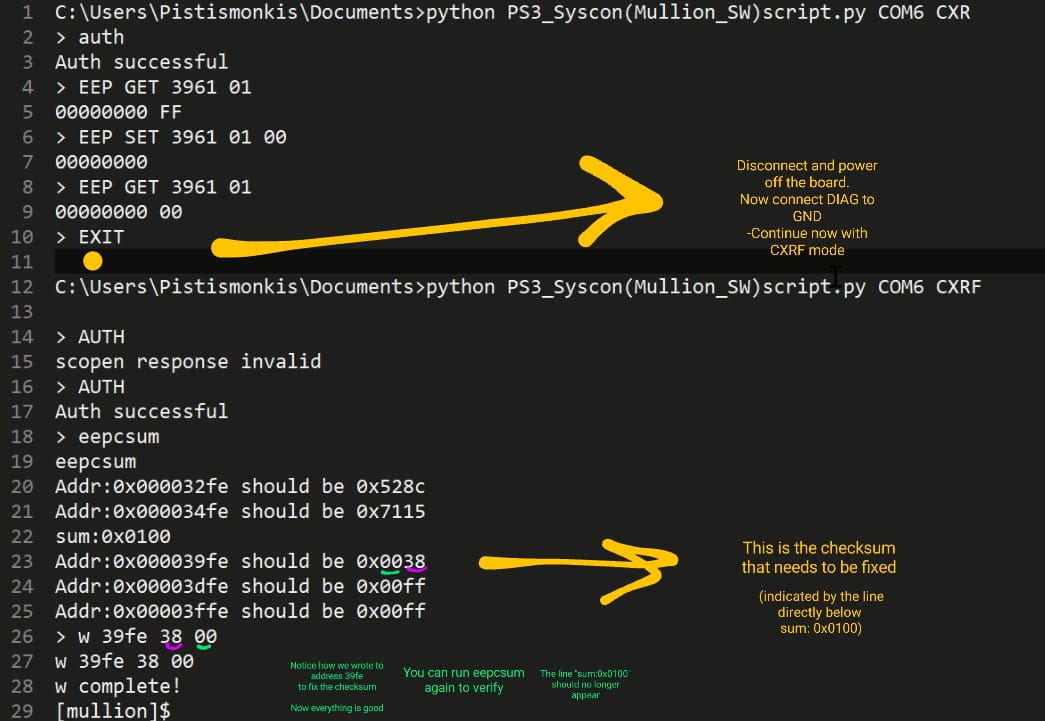 1 C:\Users\Pistismonkis\Documents>python PS3_Syscon(Mullion_SW)script.py COM6 CXR
2 > auth
3 Auth successful
4 > EEP GET 3961 01
5 00000000 FF
6 > EEP SET 3961 01 00
7 00000000
8 > EEP GET 3961 01
9 00000000 00
10 > EXIT
11
Disconnect and power
off the board.
Now connect DIAG to
GND
-Continue now with
CXRF mode
12 C:\Users\Pistismonkis\Documents>python PS3_Syscon(Mullion_SW)script.py COM6 CXRF
13
14 > AUTH
15 scopen response invalid
16 > AUTH
17 Auth successful
18 > eepcsum
19 eepcsum
20 Addr:0x000032fe should be 0x528c
21 Addr:0x000034fe should be 0x7115
22 sum:0x0100
23 Addr:0x000039fe should be 0x0038
24 Addr:0x00003dfe should be 0x00ff
25 Addr:0x00003ffe should be 0x00ff
This is the checksum
that needs to be fixed
(indicated by the line
directly below
sum: 0x0100)
26 > w 39fe 38 00
27 w 39fe 38 00
28 w complete!
29 [mullion]$
Notice how we wrote to
address 39fe
to fix the checksum
Now everything is good
You can run eepcsum
again to verify
The line "sum:0x0100"
should no longer
appear